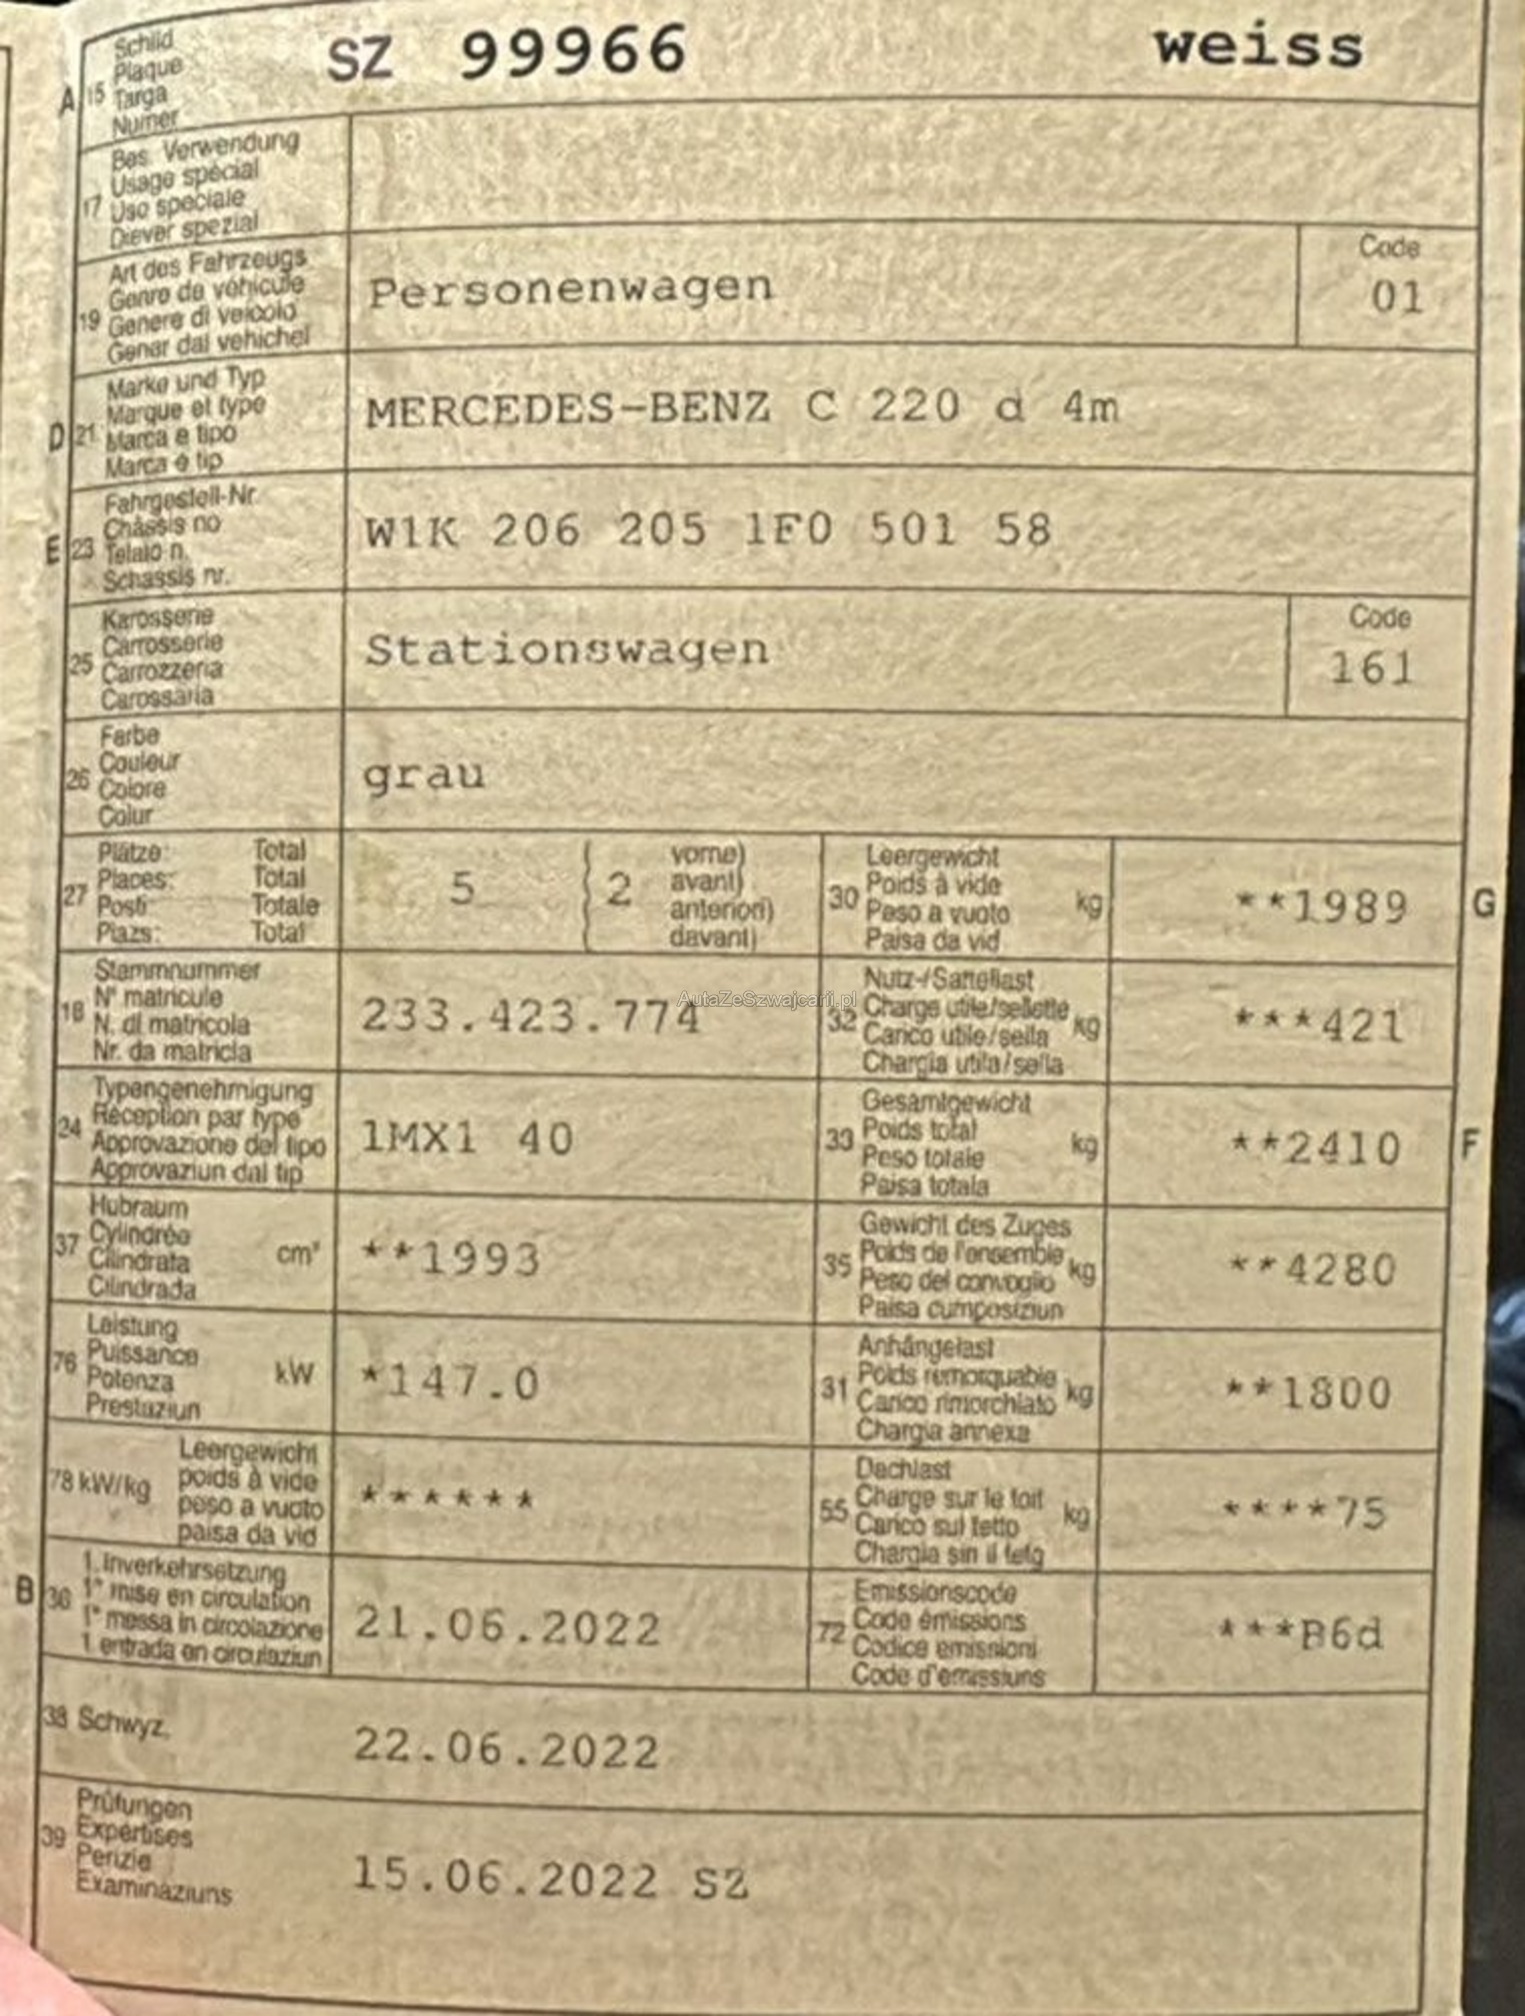 A 15 Schild
Plaque
Targa
Numer
SZ 99966 weiss
17 Bes. Verwendung
Usage spécial
Uso speciale
Diever spezial
19 Art des Fahrzeugs
Genre de véhicule
Genere di veicolo
Gener dal vehichel
Personenwagen
Code
01
D 21 Marke und Typ
Marque et type
Marca e tipo
Marca e tip
MERCEDES-BENZ C 220 d 4m
E 23 Fahrgestell-Nr.
Châssis no
Telaio n.
Schassis nr.
W1K 206 205 1F0 501 58
25 Karosserie
Carrosserie
Carrozzeria
Carossaria
Stationswagen
Code
161
26 Farbe
Couleur
Colore
Colur
grau
27 Plätze: Total
Places: Total
Posti: Totale
Plazs: Total
5 2 vorne)
avant)
anteriori)
davant)
30 Leergewicht
Poids à vide
Peso a vuoto
Paisa da vid
kg **1989 G
18 Stammnummer
N° matricule
N. di matricola
Nr. da matricla
233.423.774
AutaZeSzwajcarii.pl
32 Nutz-/Sattellast
Charge utile/sellette
Carico utile/sella
Chargia utila/sella
kg ***421
24 Typengenehmigung
Réception par type
Approvazione del tipo
Approvaziun dal tip
1MX1 40
33 Gesamtgewicht
Poids total
Peso totale
Paisa totala
kg **2410 F
37 Hubraum
Cylindrée
Cilindrata
Cilindrada
cm³ **1993
35 Gewicht des Zuges
Poids de l'ensemble
Peso del convoglio
Paisa cumposiziun
kg **4280
76 Leistung
Puissance
Potenza
Prestaziun
kW *147.0
31 Anhängelast
Poids remorquable
Carico rimorchiato
Chargia annexa
kg **1800
78 kW/kg Leergewicht
poids à vide
peso a vuoto
paisa da vid
******
55 Dachlast
Charge sur le toit
Carico sul tetto
Chargia sin il tetg
kg ****75
B 36 1. Inverkehrsetzung
1re mise en circulation
1a messa in circolazione
1. entrada en circulaziun
21.06.2022
72 Emissionscode
Code émissions
Codice emissioni
Code d'emissiuns
***B6d
38 Schwyz,
22.06.2022
39 Prüfungen
Expertises
Perizie
Examinaziuns
15.06.2022 SZ